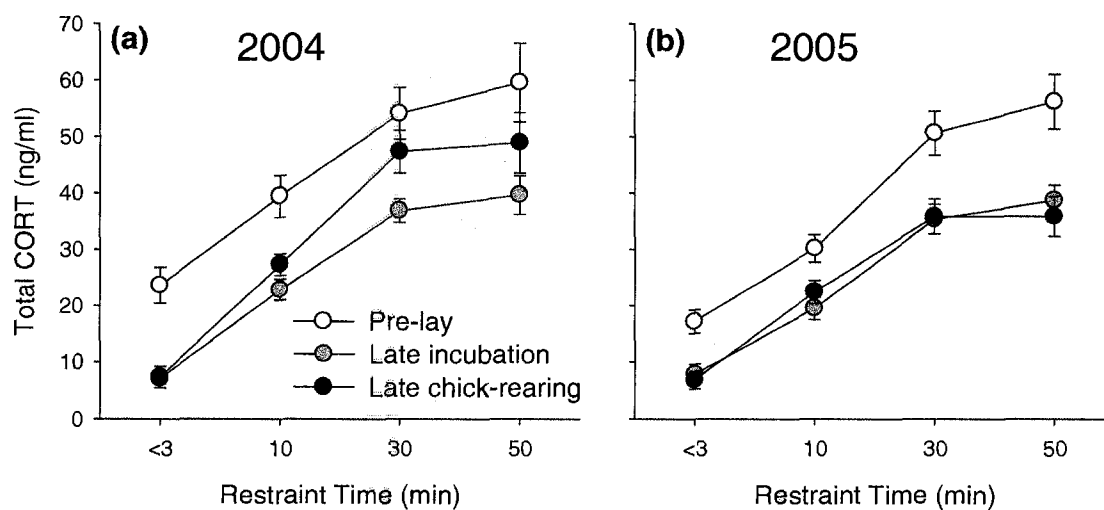 (a) 2004
(b) 2005
Total CORT (ng/ml)
70
60
50
40
30
20
10
0
Pre-lay
Late incubation
Late chick-rearing
<3 10 30 50
<3 10 30 50
Restraint Time (min)
Restraint Time (min)